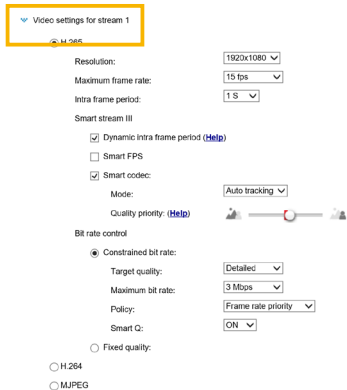 Video settings for stream 1
H.265
Resolution: 1920x1080
Maximum frame rate: 15 fps
Intra frame period: 1 S
Smart stream III
Dynamic intra frame period (Help)
Smart FPS
Smart codec:
Mode: Auto tracking
Quality priority: (Help)
Bit rate control
Constrained bit rate:
Target quality: Detailed
Maximum bit rate: 3 Mbps
Policy: Frame rate priority
Smart Q: ON
Fixed quality:
H.264
MJPEG